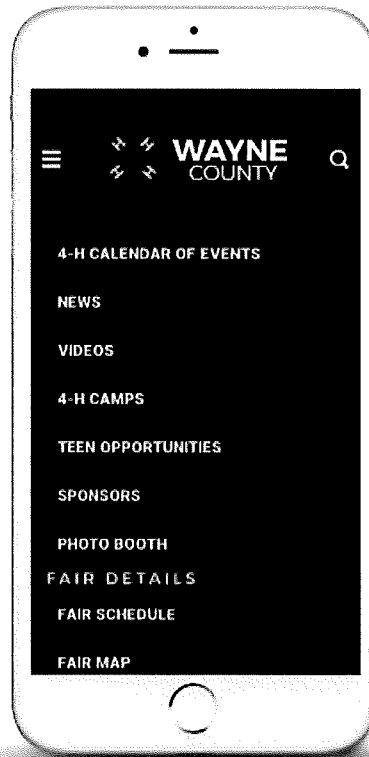 H H
WAYNE
COUNTY
H H
4-H CALENDAR OF EVENTS
NEWS
VIDEOS
4-H CAMPS
TEEN OPPORTUNITIES
SPONSORS
PHOTO BOOTH
FAIR DETAILS
FAIR SCHEDULE
FAIR MAP